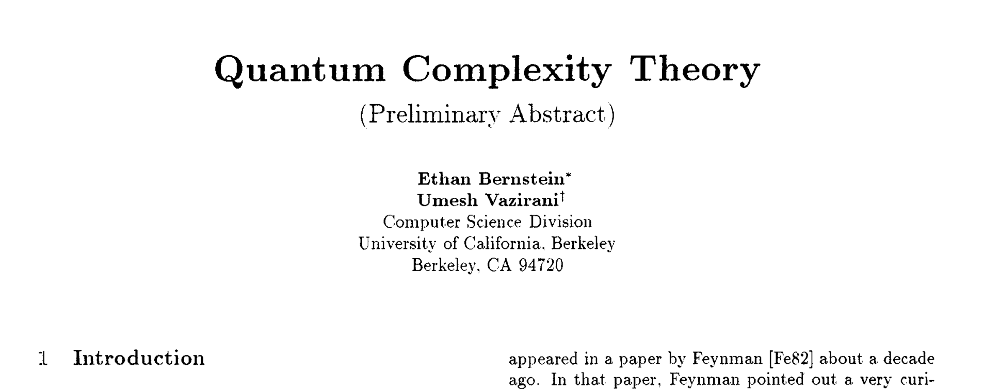 Quantum Complexity Theory
(Preliminary Abstract)
Ethan Bernstein*
Umesh Vazirani†
Computer Science Division
University of California, Berkeley
Berkeley, CA 94720
1 Introduction
appeared in a paper by Feynman [Fe82] about a decade
ago. In that paper, Feynman pointed out a very curi-